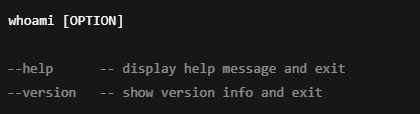 whoami [OPTION]
--help      -- display help message and exit
--version   -- show version info and exit